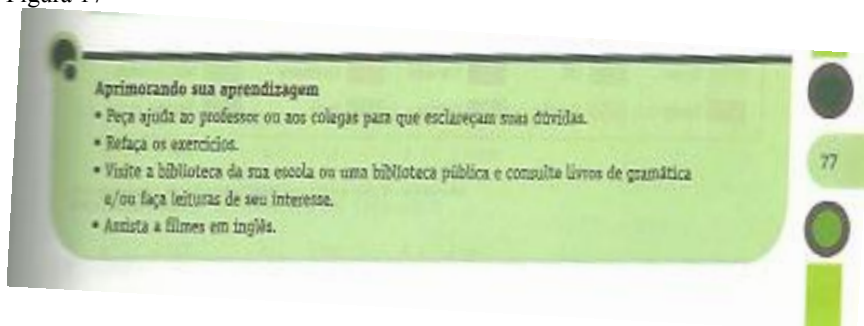 Figura 17
Aprimorando sua aprendizagem
• Peça ajuda ao professor ou aos colegas para que esclareçam suas dúvidas.
• Refaça os exercícios.
• Visite a biblioteca da sua escola ou uma biblioteca pública e consulte livros de gramática
e/ou faça leituras de seu interesse.
• Assista a filmes em inglês.
77